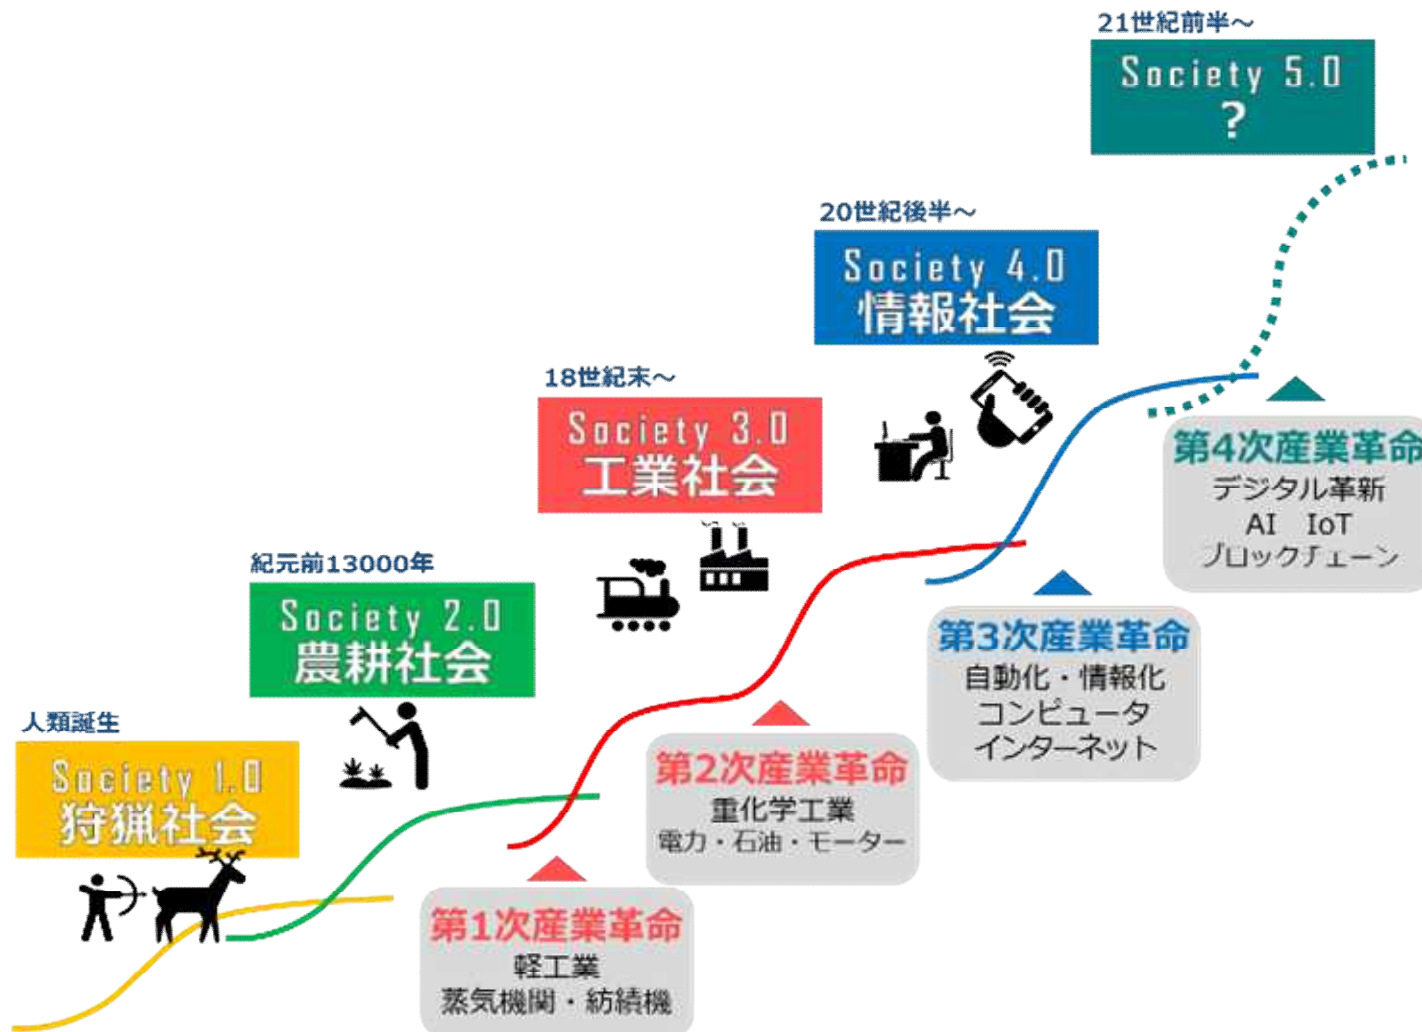 21世紀前半～
Society 5.0
?
20世紀後半～
Society 4.0
情報社会
18世紀末～
Society 3.0
工業社会
紀元前13000年
Society 2.0
農耕社会
人類誕生
Society 1.0
狩猟社会
第1次産業革命
軽工業
蒸気機関・紡績機
第2次産業革命
重化学工業
電力・石油・モーター
第3次産業革命
自動化・情報化
コンピュータ
インターネット
第4次産業革命
デジタル革新
AI IoT
ブロックチェーン